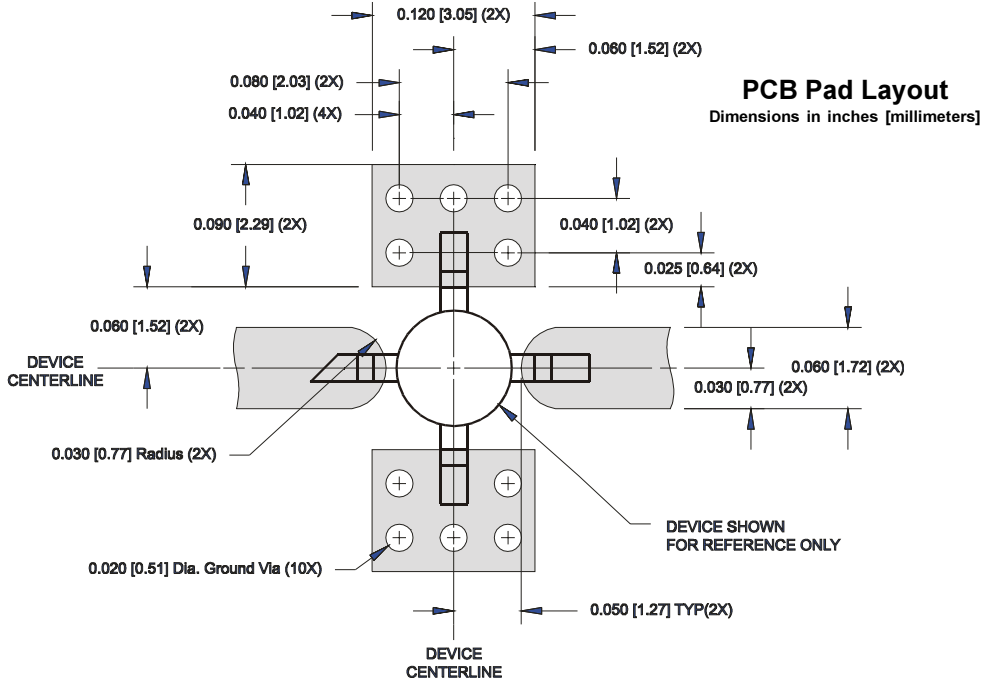 0.120 [3.05] (2X)
0.060 [1.52] (2X)
0.080 [2.03] (2X)
PCB Pad Layout
Dimensions in inches [millimeters]
0.040 [1.02] (4X)
0.090 [2.29] (2X)
0.040 [1.02] (2X)
0.025 [0.64] (2X)
0.060 [1.52] (2X)
DEVICE
CENTERLINE
0.060 [1.72] (2X)
0.030 [0.77] (2X)
0.030 [0.77] Radius (2X)
DEVICE SHOWN
FOR REFERENCE ONLY
0.020 [0.51] Dia. Ground Via (10X)
0.050 [1.27] TYP(2X)
DEVICE
CENTERLINE